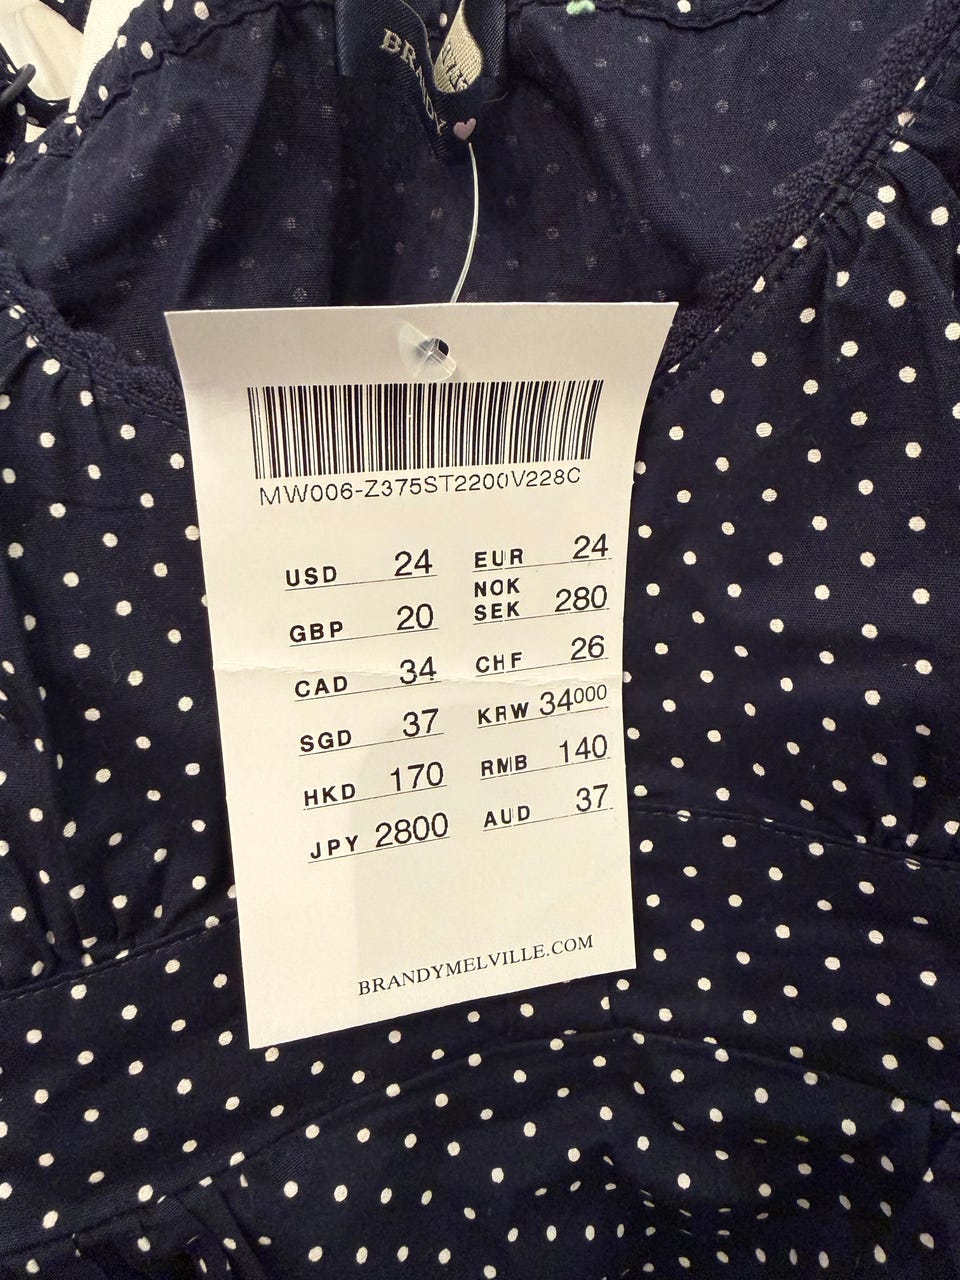 BRANDY
MW006-Z375ST2200V228C
USD 24
GBP 20
CAD 34
SGD 37
HKD 170
JPY 2800
EUR 24
NOK
SEK 280
CHF 26
KRW 34000
RMB 140
AUD 37
BRANDYMELVILLE.COM